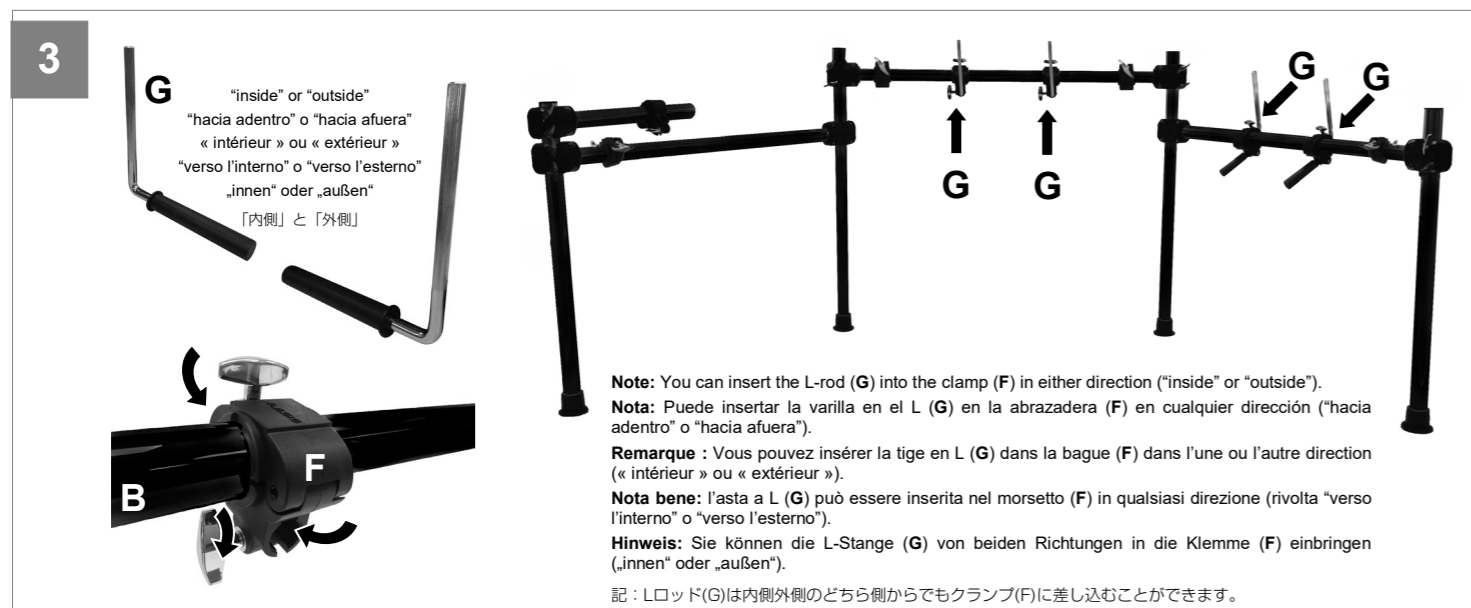 3
G
“inside” or “outside”
“hacia adentro” o “hacia afuera”
« intérieur » ou « extérieur »
“verso l’interno” o “verso l’esterno”
„innen“ oder „außen“
「内側」と「外側」
G
G
G
G
B
F
Note: You can insert the L-rod (G) into the clamp (F) in either direction (“inside” or “outside”).
Nota: Puede insertar la varilla en el L (G) en la abrazadera (F) en cualquier dirección (“hacia
adentro” o “hacia afuera”).
Remarque : Vous pouvez insérer la tige en L (G) dans la bague (F) dans l’une ou l’autre direction
(« intérieur » ou « extérieur »).
Nota bene: l’asta a L (G) può essere inserita nel morsetto (F) in qualsiasi direzione (rivolta “verso
l’interno” o “verso l’esterno”).
Hinweis: Sie können die L-Stange (G) von beiden Richtungen in die Klemme (F) einbringen
(„innen“ oder „außen“).
記：Lロッド(G)は内側外側のどちら側からでもクランプ(F)に差し込むことができます。